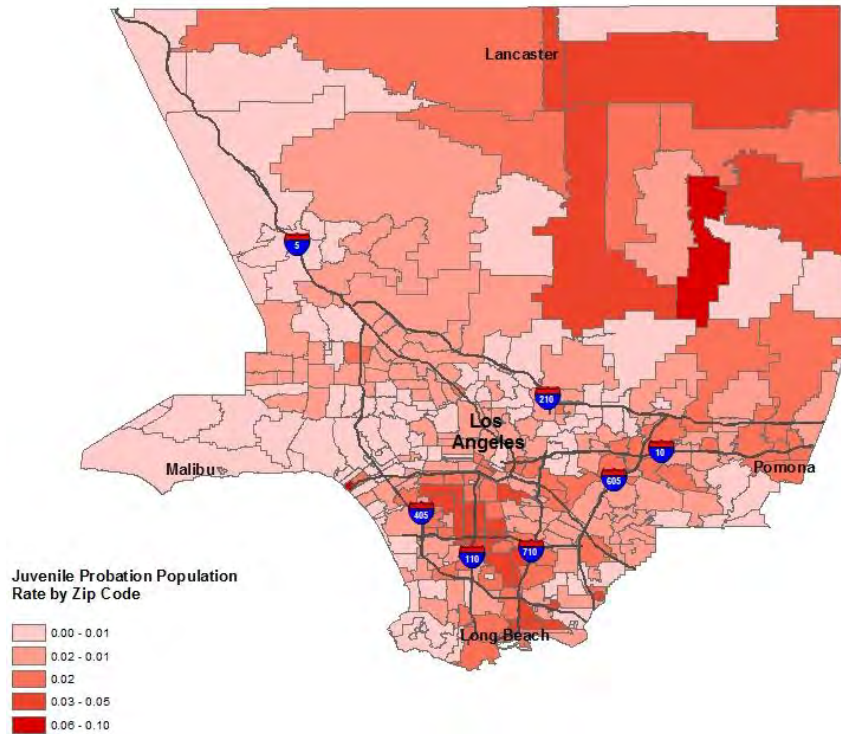 Lancaster
5
210
Los
Angeles
10
Malibu
Pomona
605
405
110
710
Juvenile Probation Population
Rate by Zip Code
0.00 - 0.01
0.02 - 0.01
0.02
0.03 - 0.05
0.06 - 0.10
Long Beach